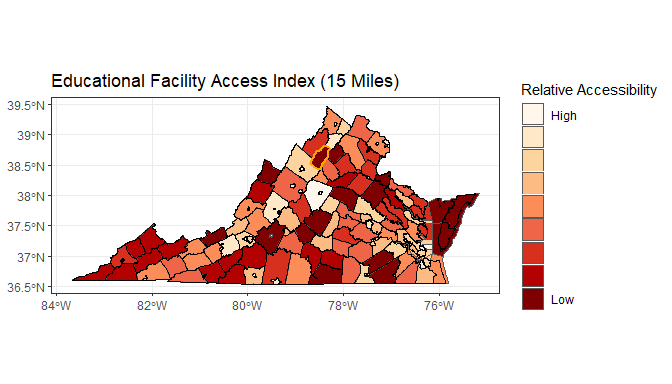 Educational Facility Access Index (15 Miles)
39.5°N
39°N
38.5°N
38°N
37.5°N
37°N
36.5°N
84°W
82°W
80°W
78°W
76°W
Relative Accessibility
High
Low